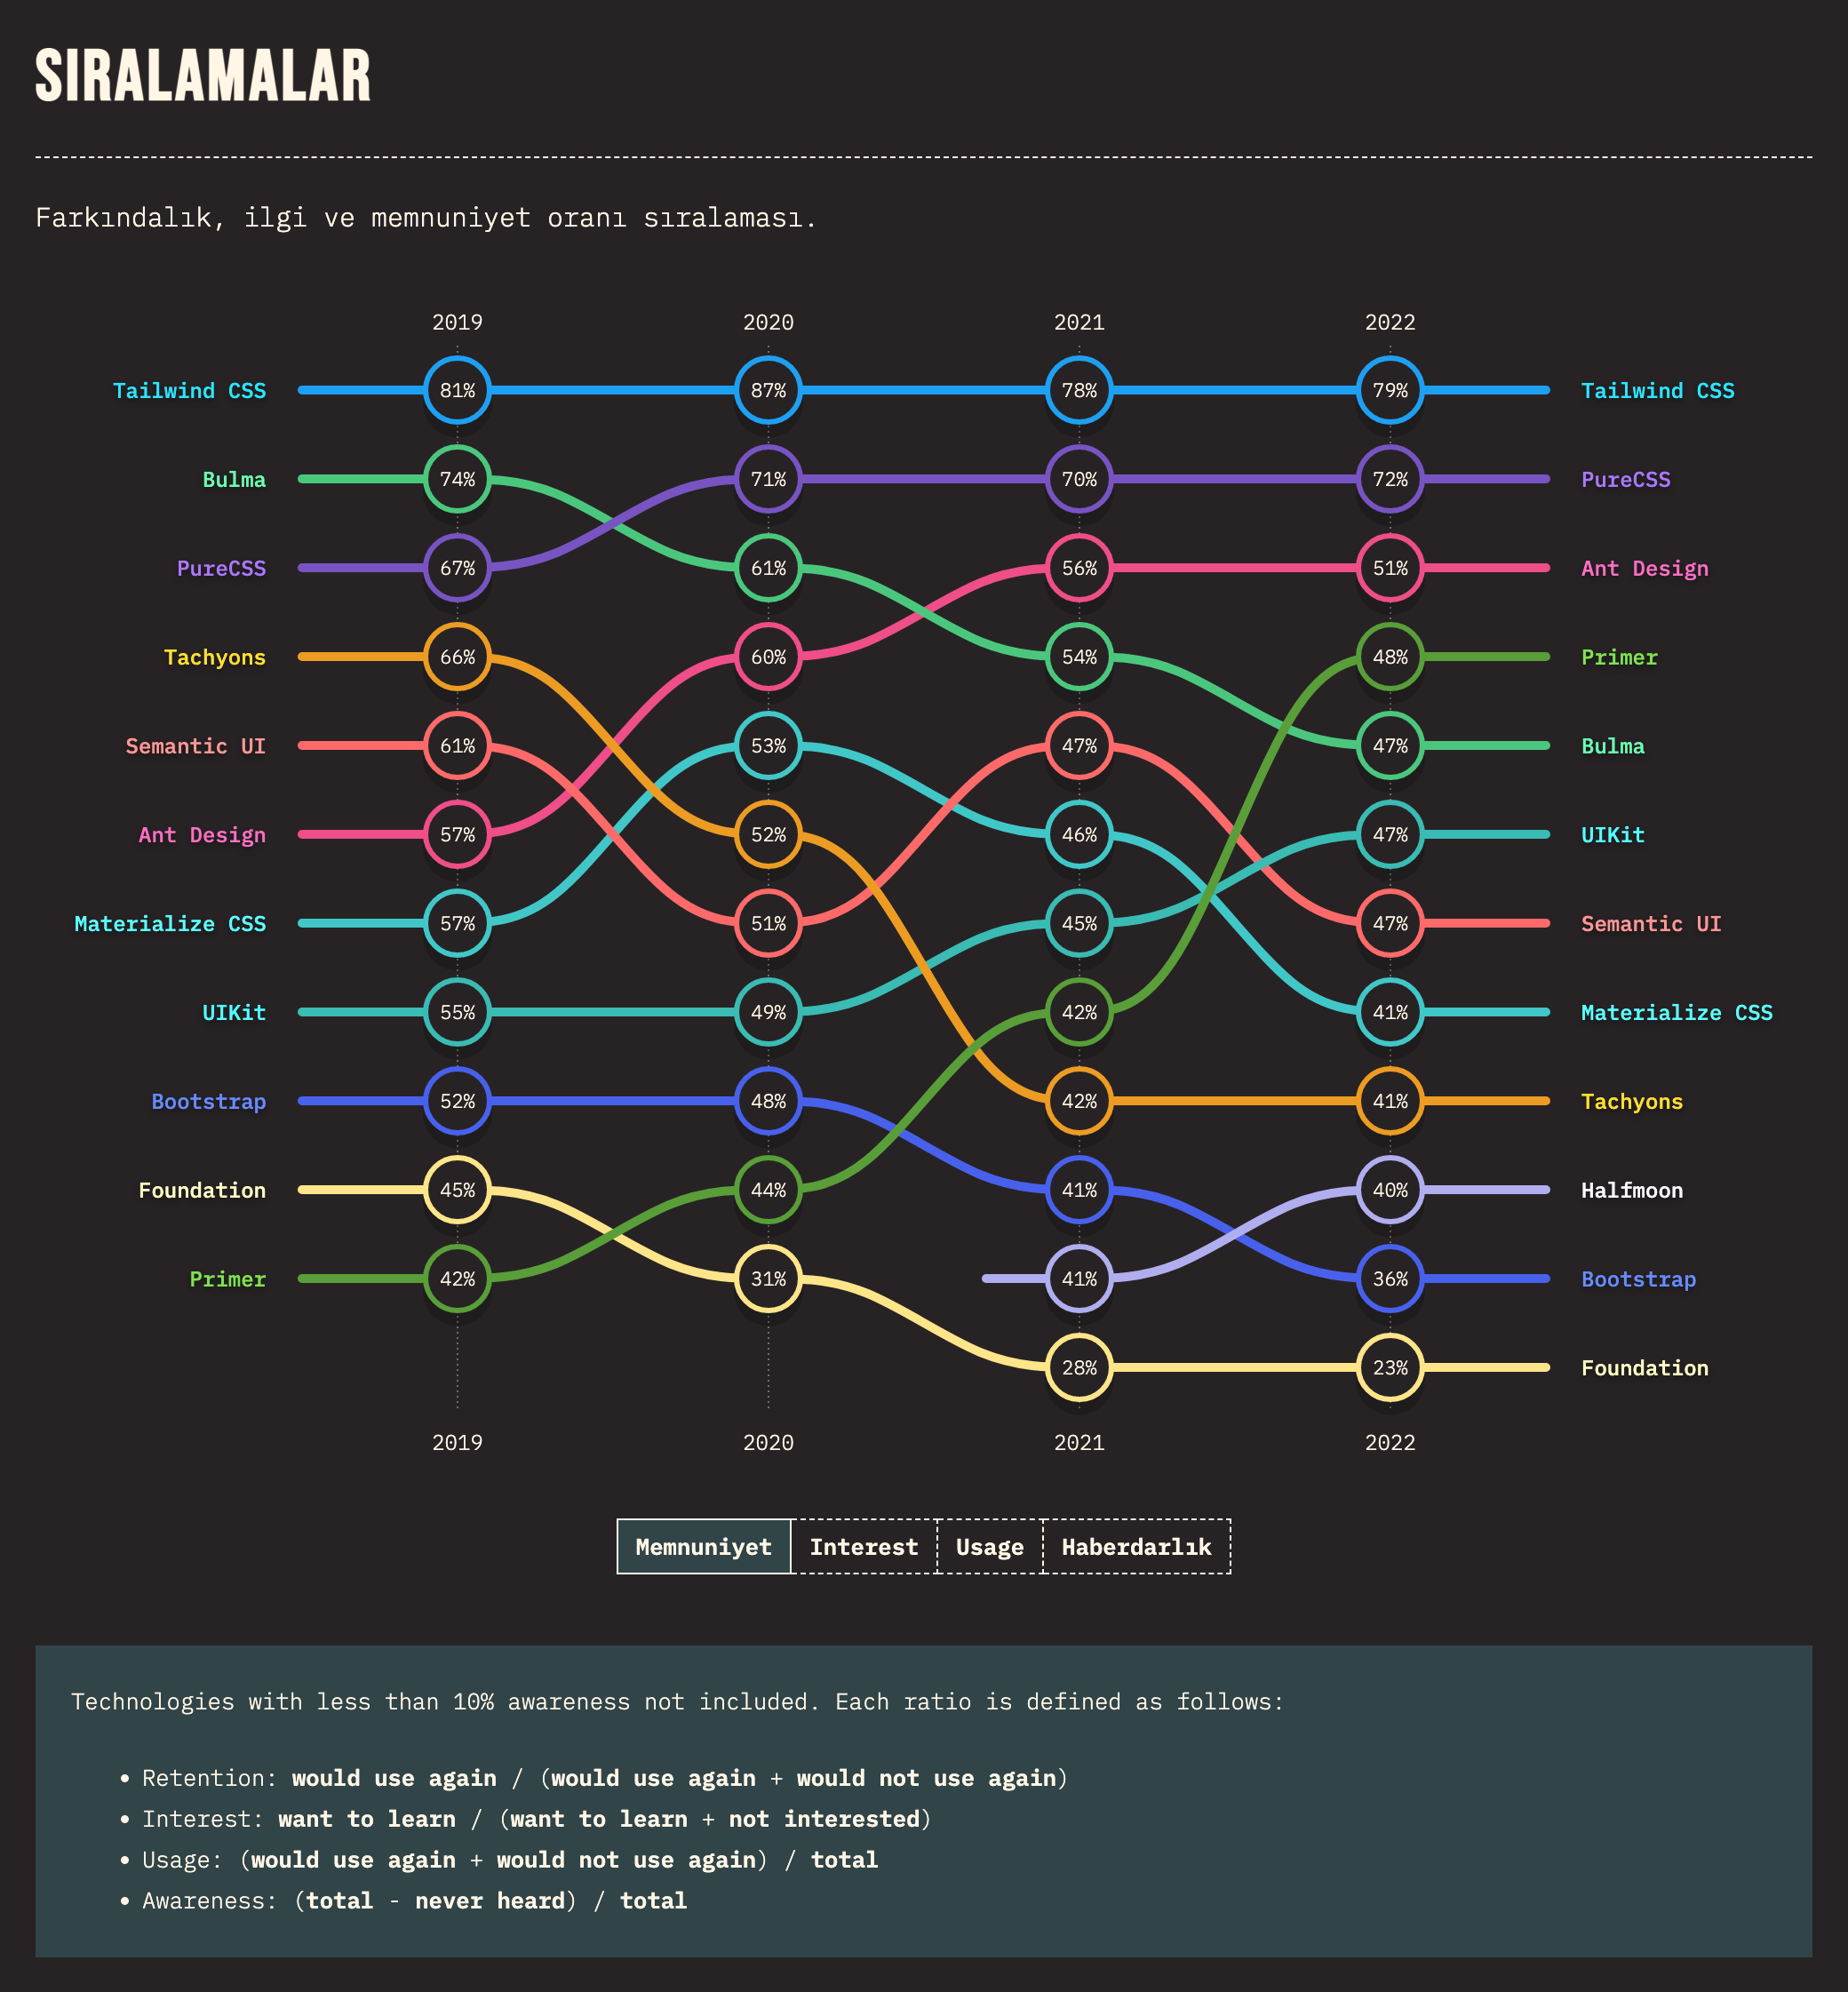 SIRALAMALAR
Farkındalık, ilgi ve memnuniyet oranı sıralaması.
2019 2020 2021 2022
Tailwind CSS 81% 87% 78% 79% Tailwind CSS
Bulma 74% 71% 70% 72% PureCSS
PureCSS 67% 61% 56% 51% Ant Design
Tachyons 66% 60% 54% 48% Primer
Semantic UI 61% 53% 47% 47% Bulma
Ant Design 57% 52% 46% 47% UIKit
Materialize CSS 57% 51% 45% 47% Semantic UI
UIKit 55% 49% 42% 41% Materialize CSS
Bootstrap 52% 48% 42% 41% Tachyons
Foundation 45% 44% 41% 40% Halfmoon
Primer 42% 31% 41% 36% Bootstrap
28% 23% Foundation
2019 2020 2021 2022
Memnuniyet Interest Usage Haberdarlık
Technologies with less than 10% awareness not included. Each ratio is defined as follows:
• Retention: would use again / (would use again + would not use again)
• Interest: want to learn / (want to learn + not interested)
• Usage: (would use again + would not use again) / total
• Awareness: (total - never heard) / total